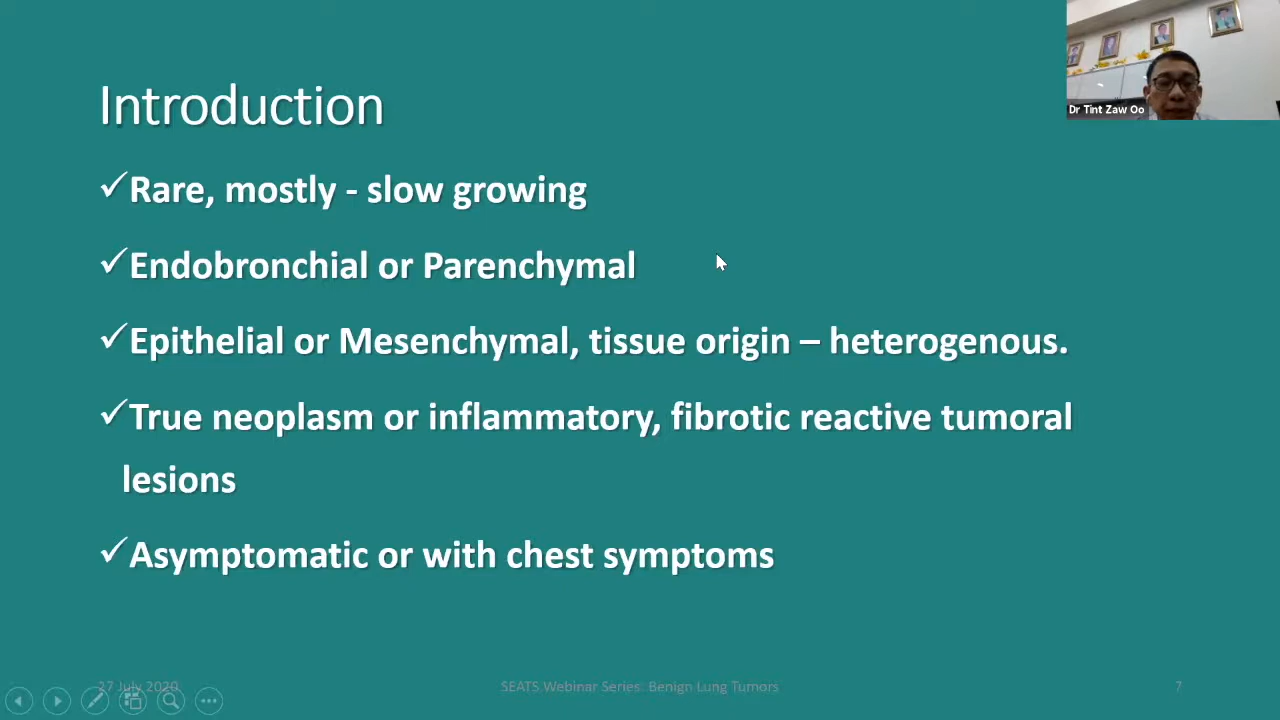 Introduction
Dr Tint Zaw Oo
✓Rare, mostly - slow growing
✓Endobronchial or Parenchymal
✓Epithelial or Mesenchymal, tissue origin – heterogenous.
✓True neoplasm or inflammatory, fibrotic reactive tumoral
lesions
✓Asymptomatic or with chest symptoms
27 July 2020
SEATS Webinar Series: Benign Lung Tumors
7